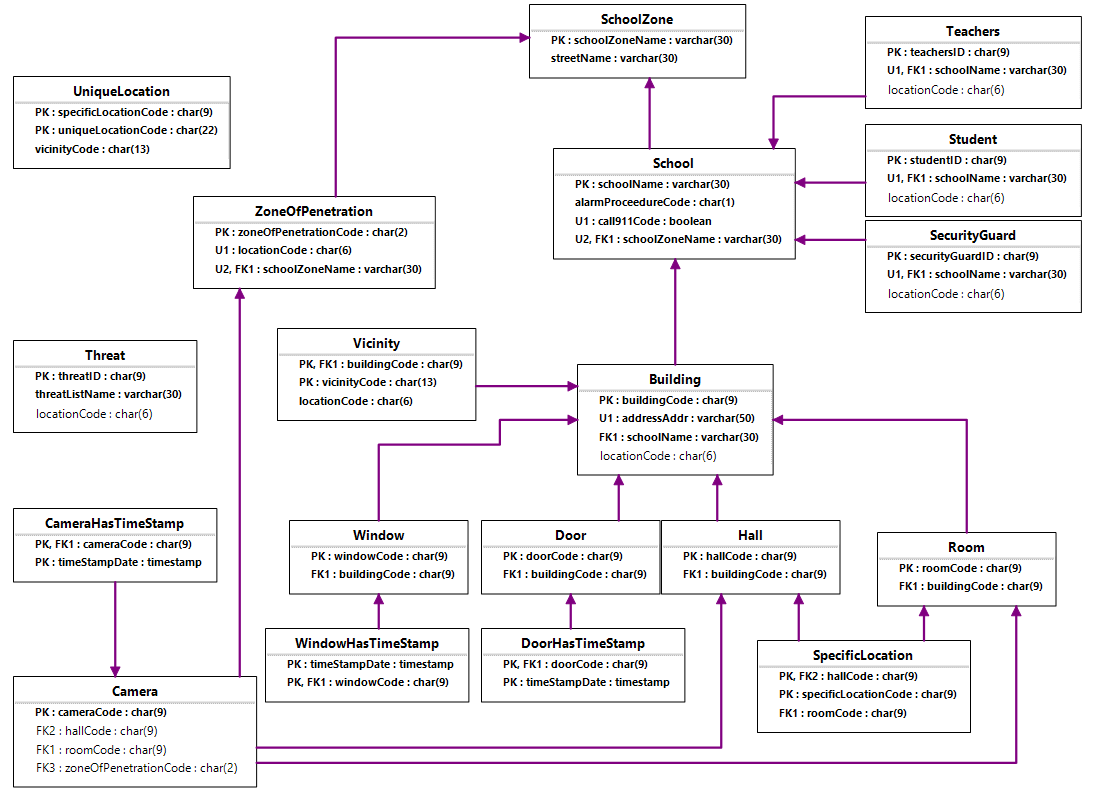 SchoolZone
PK : schoolZoneName : varchar(30)
streetName : varchar(30)
Teachers
PK : teachersID : char(9)
U1, FK1 : schoolName : varchar(30)
locationCode : char(6)
UniqueLocation
PK : specificLocationCode : char(9)
PK : uniqueLocationCode : char(22)
vicinityCode : char(13)
School
PK : schoolName : varchar(30)
alarmProceedureCode : char(1)
U1 : call911Code : boolean
U2, FK1 : schoolZoneName : varchar(30)
Student
PK : studentID : char(9)
U1, FK1 : schoolName : varchar(30)
locationCode : char(6)
ZoneOfPenetration
PK : zoneOfPenetrationCode : char(2)
U1 : locationCode : char(6)
U2, FK1 : schoolZoneName : varchar(30)
SecurityGuard
PK : securityGuardID : char(9)
U1, FK1 : schoolName : varchar(30)
locationCode : char(6)
Threat
PK : threatID : char(9)
threatListName : varchar(30)
locationCode : char(6)
Vicinity
PK, FK1 : buildingCode : char(9)
PK : vicinityCode : char(13)
locationCode : char(6)
Building
PK : buildingCode : char(9)
U1 : addressAddr : varchar(50)
FK1 : schoolName : varchar(30)
locationCode : char(6)
CameraHasTimeStamp
PK, FK1 : cameraCode : char(9)
PK : timeStampDate : timestamp
Window
PK : windowCode : char(9)
FK1 : buildingCode : char(9)
Door
PK : doorCode : char(9)
FK1 : buildingCode : char(9)
Hall
PK : hallCode : char(9)
FK1 : buildingCode : char(9)
Room
PK : roomCode : char(9)
FK1 : buildingCode : char(9)
WindowHasTimeStamp
PK : timeStampDate : timestamp
PK, FK1 : windowCode : char(9)
DoorHasTimeStamp
PK, FK1 : doorCode : char(9)
PK : timeStampDate : timestamp
SpecificLocation
PK, FK2 : hallCode : char(9)
PK : specificLocationCode : char(9)
FK1 : roomCode : char(9)
Camera
PK : cameraCode : char(9)
FK2 : hallCode : char(9)
FK1 : roomCode : char(9)
FK3 : zoneOfPenetrationCode : char(2)